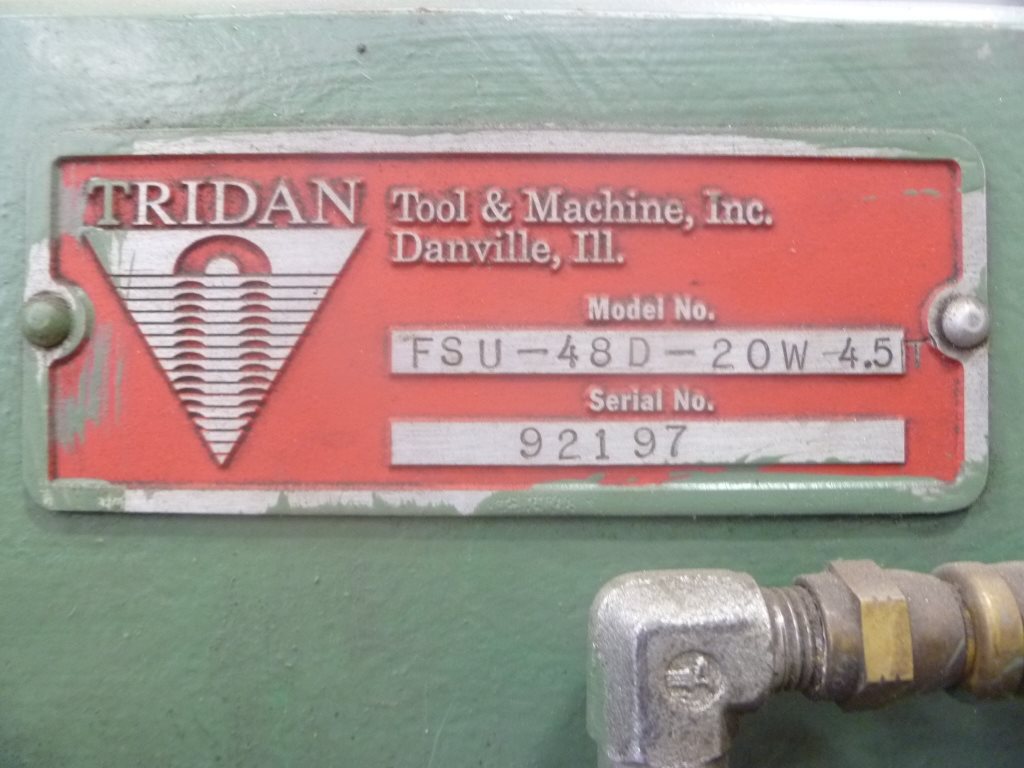 TRIDAN
Tool & Machine, Inc.
Danville, Ill.
Model No.
FSU-48D-20W-4.5T
Serial No.
92197